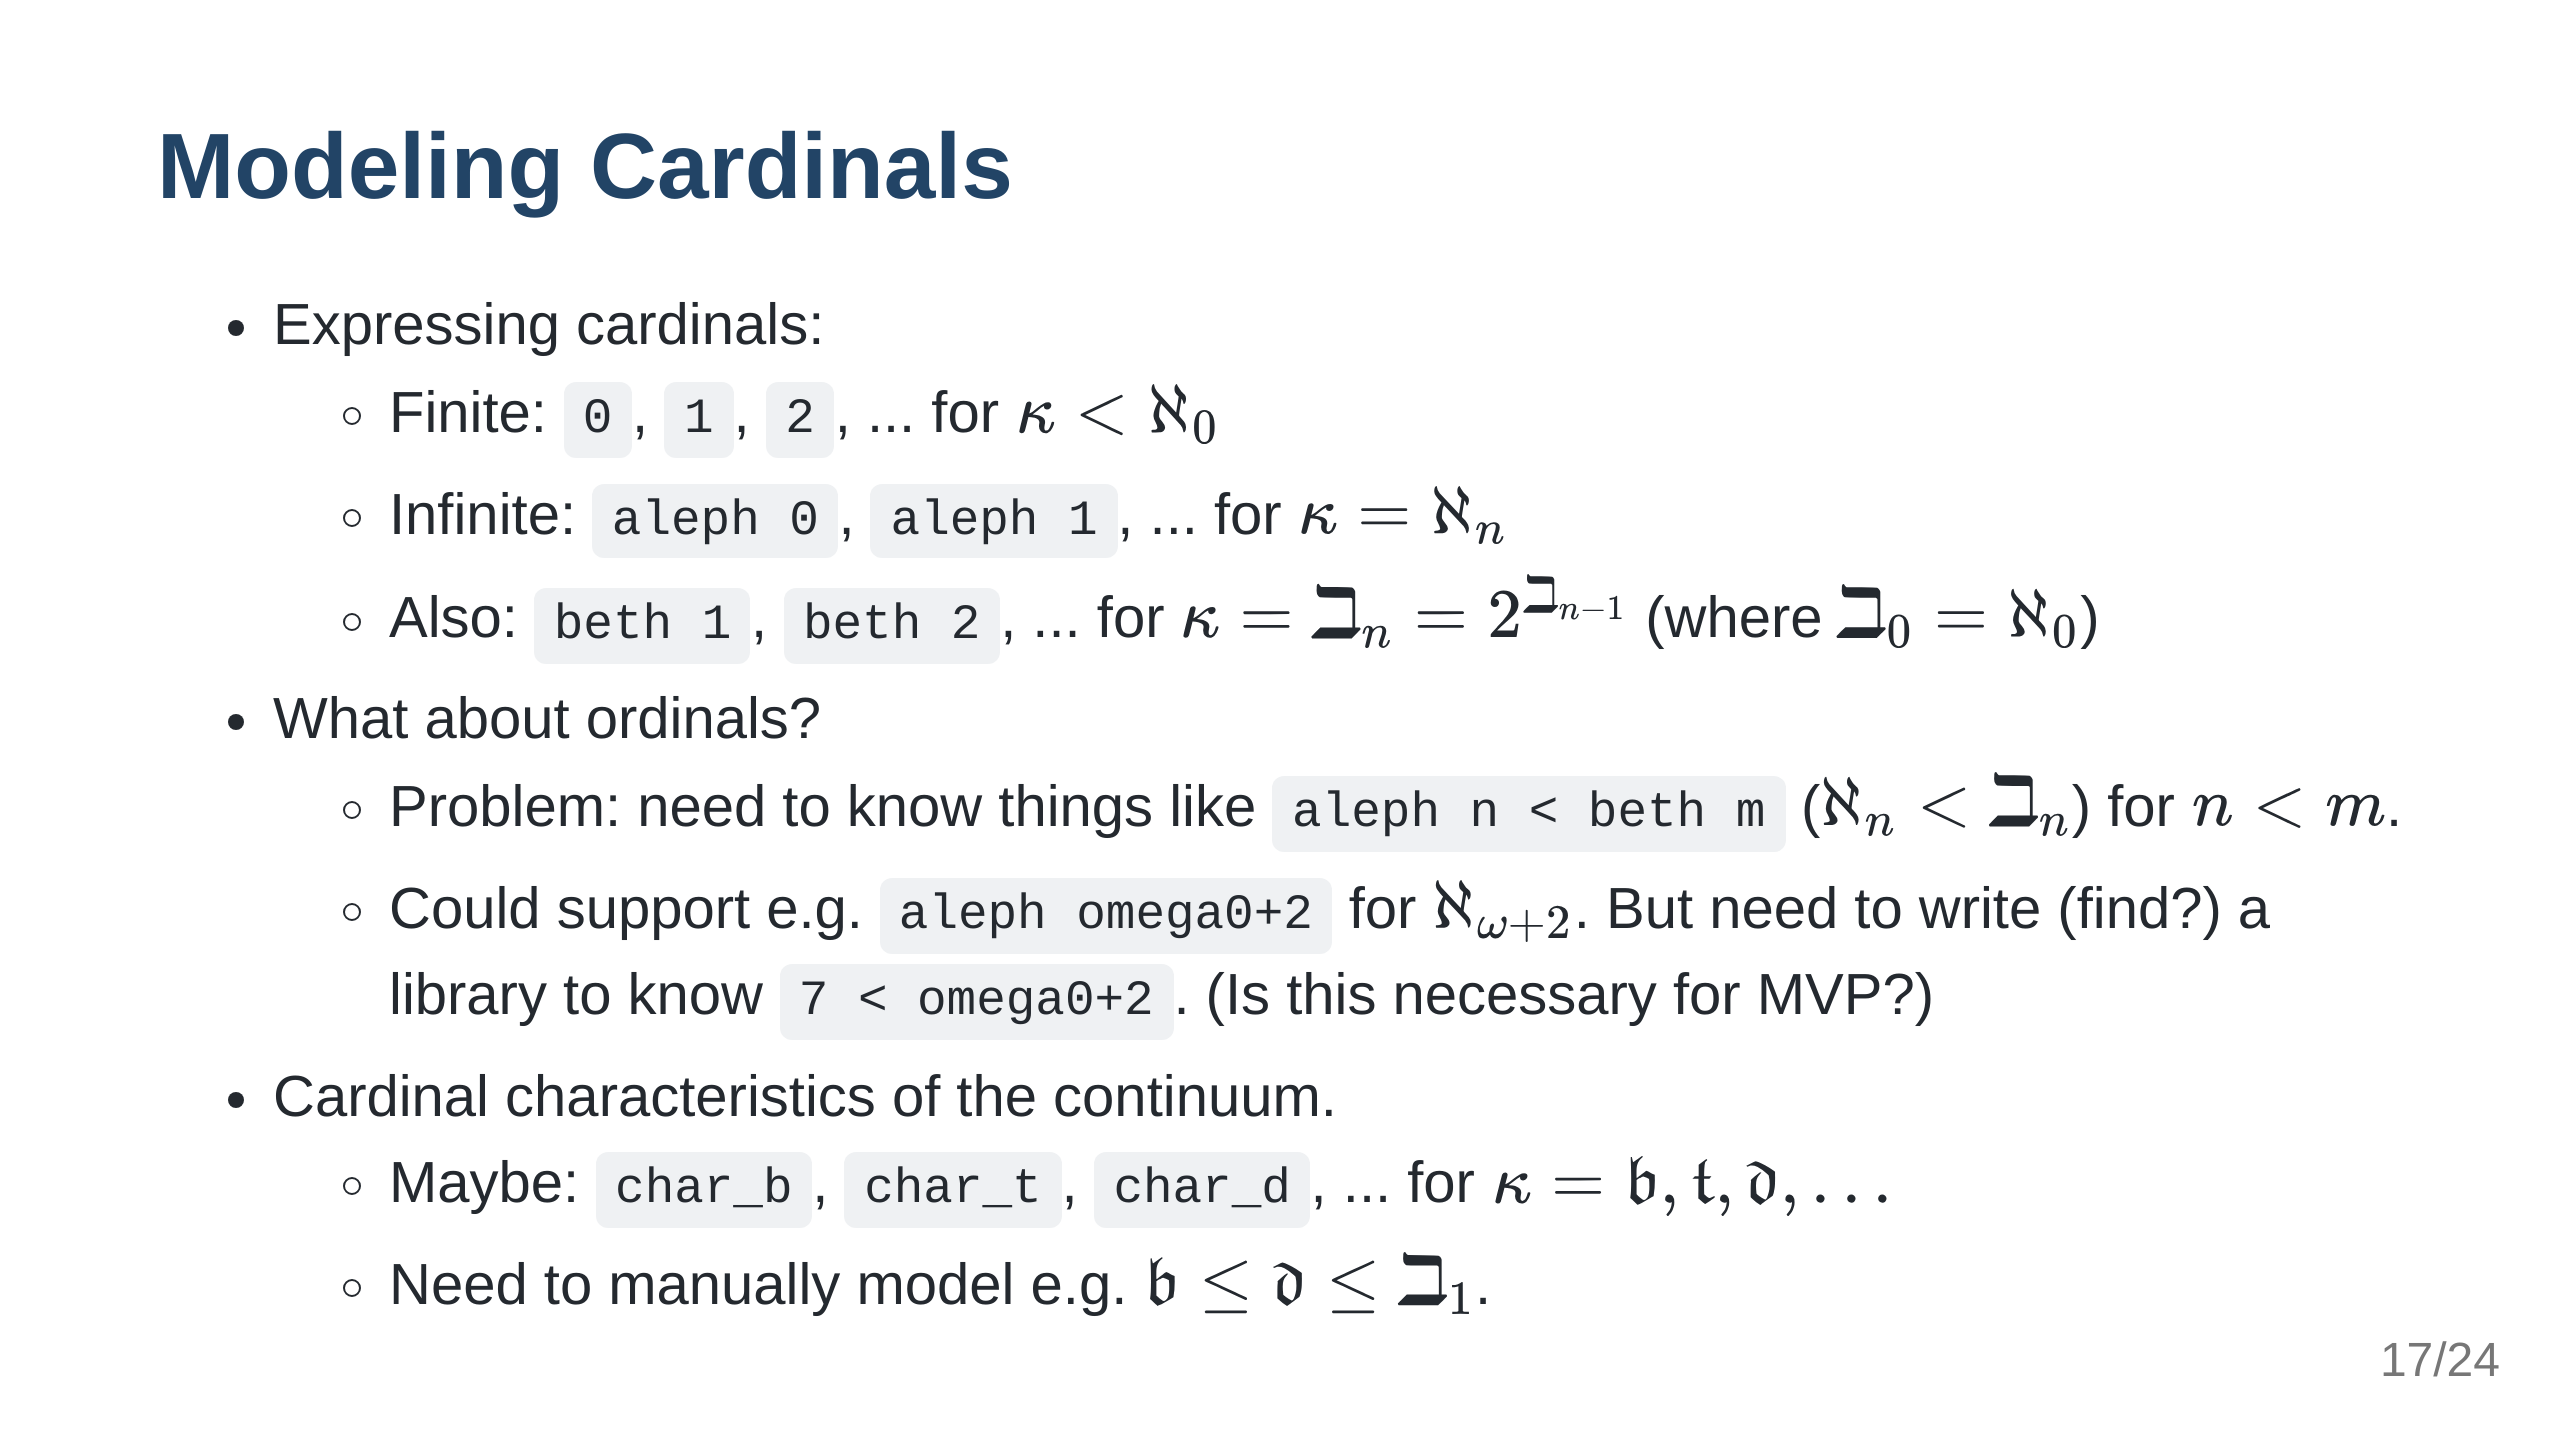 Modeling Cardinals
• Expressing cardinals:
◦ Finite: 0, 1, 2, ... for κ < ℵ₀
◦ Infinite: aleph 0, aleph 1, ... for κ = ℵₙ
◦ Also: beth 1, beth 2, ... for κ = ℶₙ = 2^ℶₙ₋₁ (where ℶ₀ = ℵ₀)
• What about ordinals?
◦ Problem: need to know things like aleph n < beth m (ℵₙ < ℶₙ) for n < m.
◦ Could support e.g. aleph omega0+2 for ℵ_ω+2. But need to write (find?) a
library to know 7 < omega0+2. (Is this necessary for MVP?)
• Cardinal characteristics of the continuum.
◦ Maybe: char_b, char_t, char_d, ... for κ = 𝔟, 𝔱, 𝔡, …
◦ Need to manually model e.g. 𝔟 ≤ 𝔡 ≤ ℶ₁.
17/24